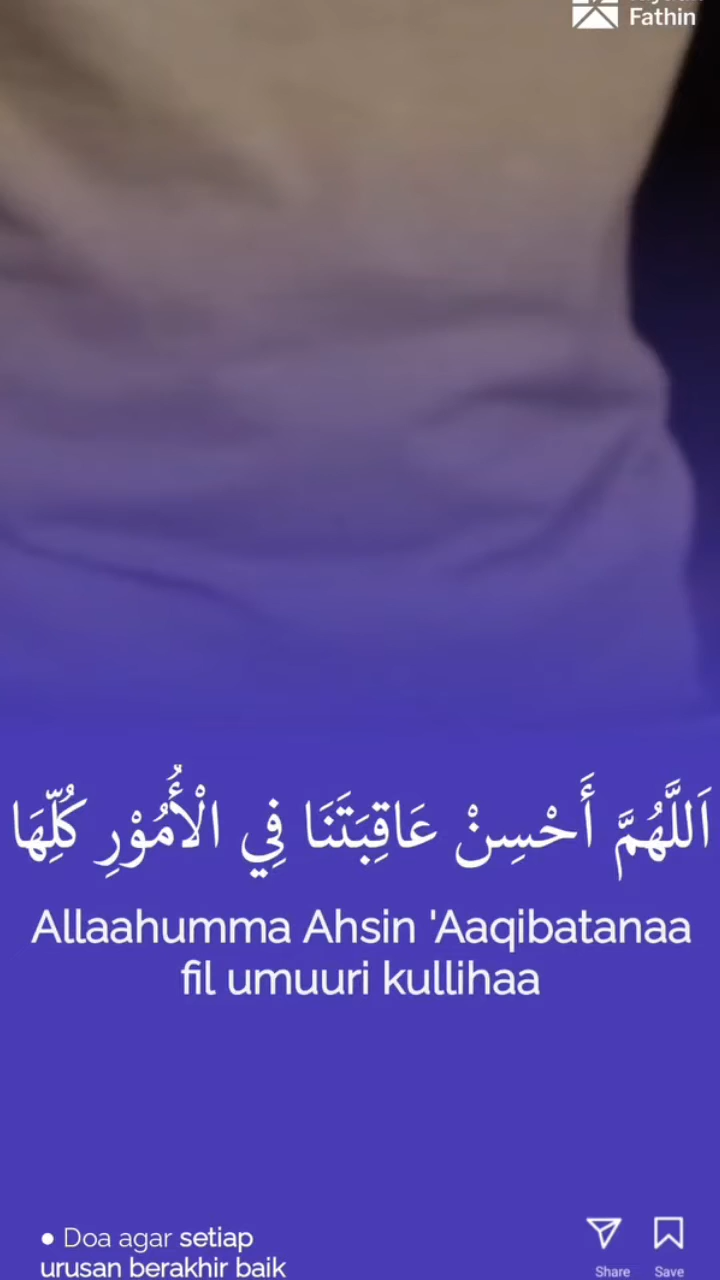 Fathin
اَللَّهُمَّ أَحْسِنْ عَاقِبَتَنَا فِي الْأُمُوْرِ كُلِّهَا
Allaahumma Ahsin 'Aaqibatanaa
fil umuuri kullihaa
● Doa agar setiap
urusan berakhir baik
Share Save